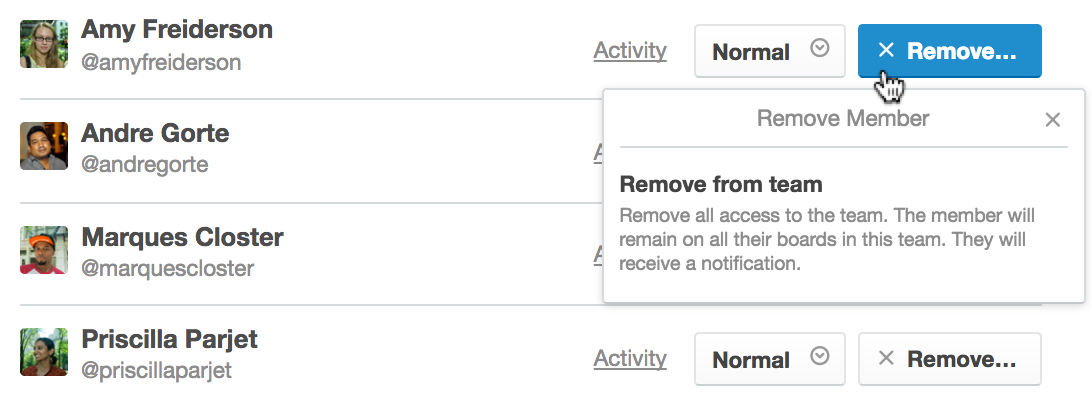 Amy Freiderson
@amyfreiderson
Activity
Normal
Remove...
Remove Member
Andre Gorte
@andregorte
Remove from team
Remove all access to the team. The member will
remain on all their boards in this team. They will
receive a notification.
Marques Closter
@marquescloster
Priscilla Parjet
@priscillaparjet
Activity
Normal
Remove...